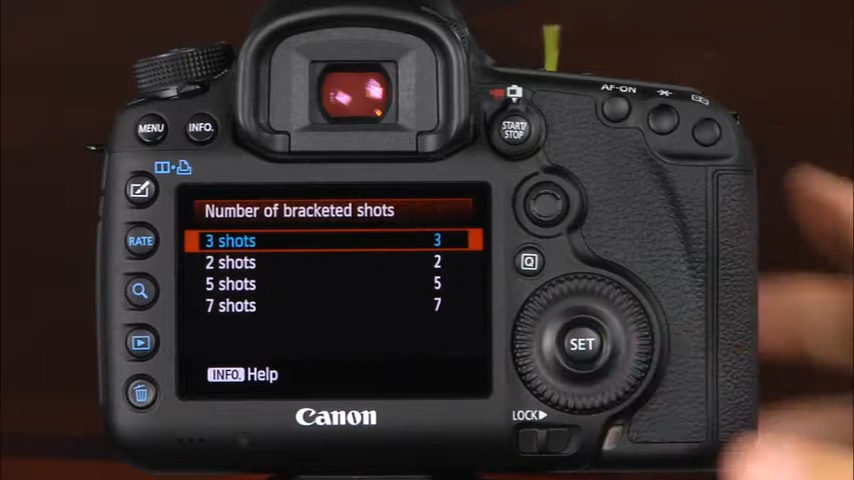 AF-ON
MENU
INFO.
START/
STOP
RATE
Number of bracketed shots
3 shots 3
2 shots 2
5 shots 5
7 shots 7
INFO. Help
Q
SET
Canon
LOCK▶